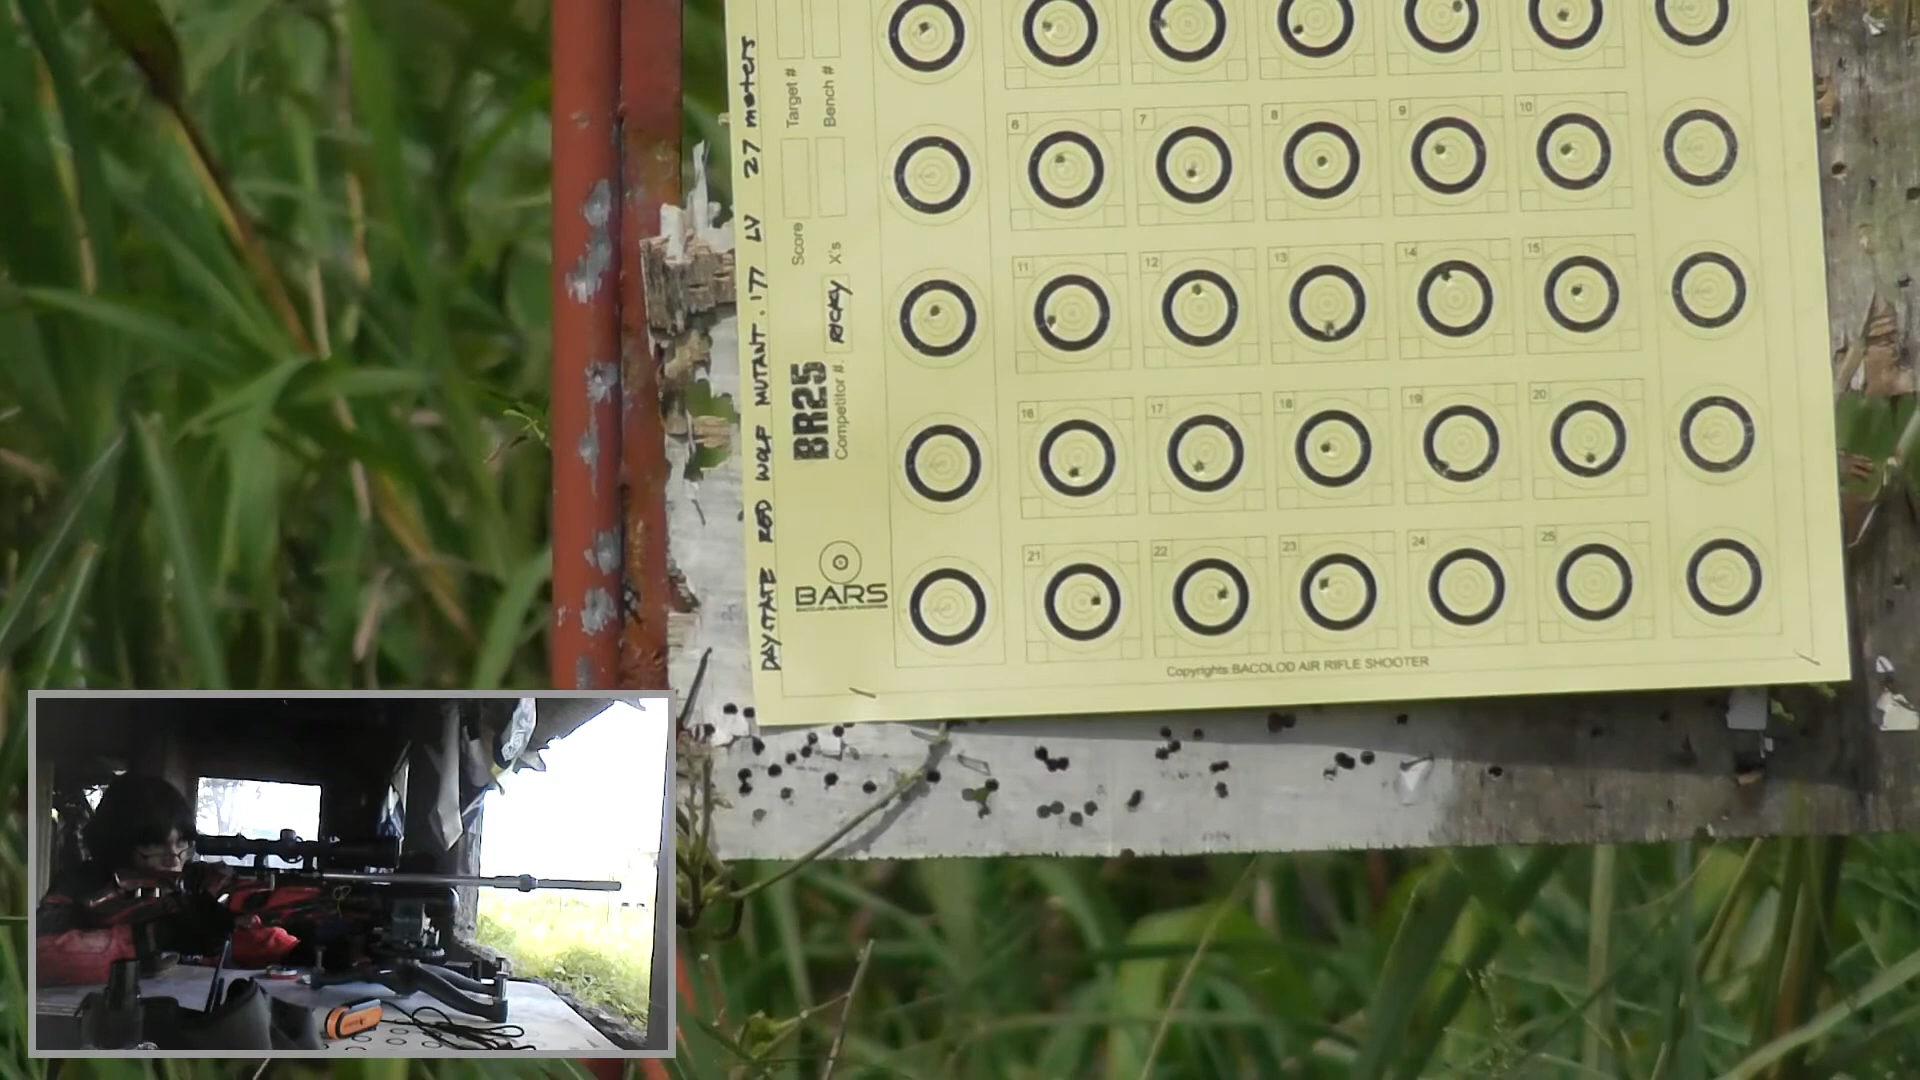 DAYSTATE RED WOLF MUTANT .177 LV 27 meters
Target #
Bench #
Score
X's
BR25
Competitor #.
RICKY
BARS
6
7
8
9
10
11
12
13
14
15
16
17
18
19
20
21
22
23
24
25
Copyrights BACOLOD AIR RIFLE SHOOTER